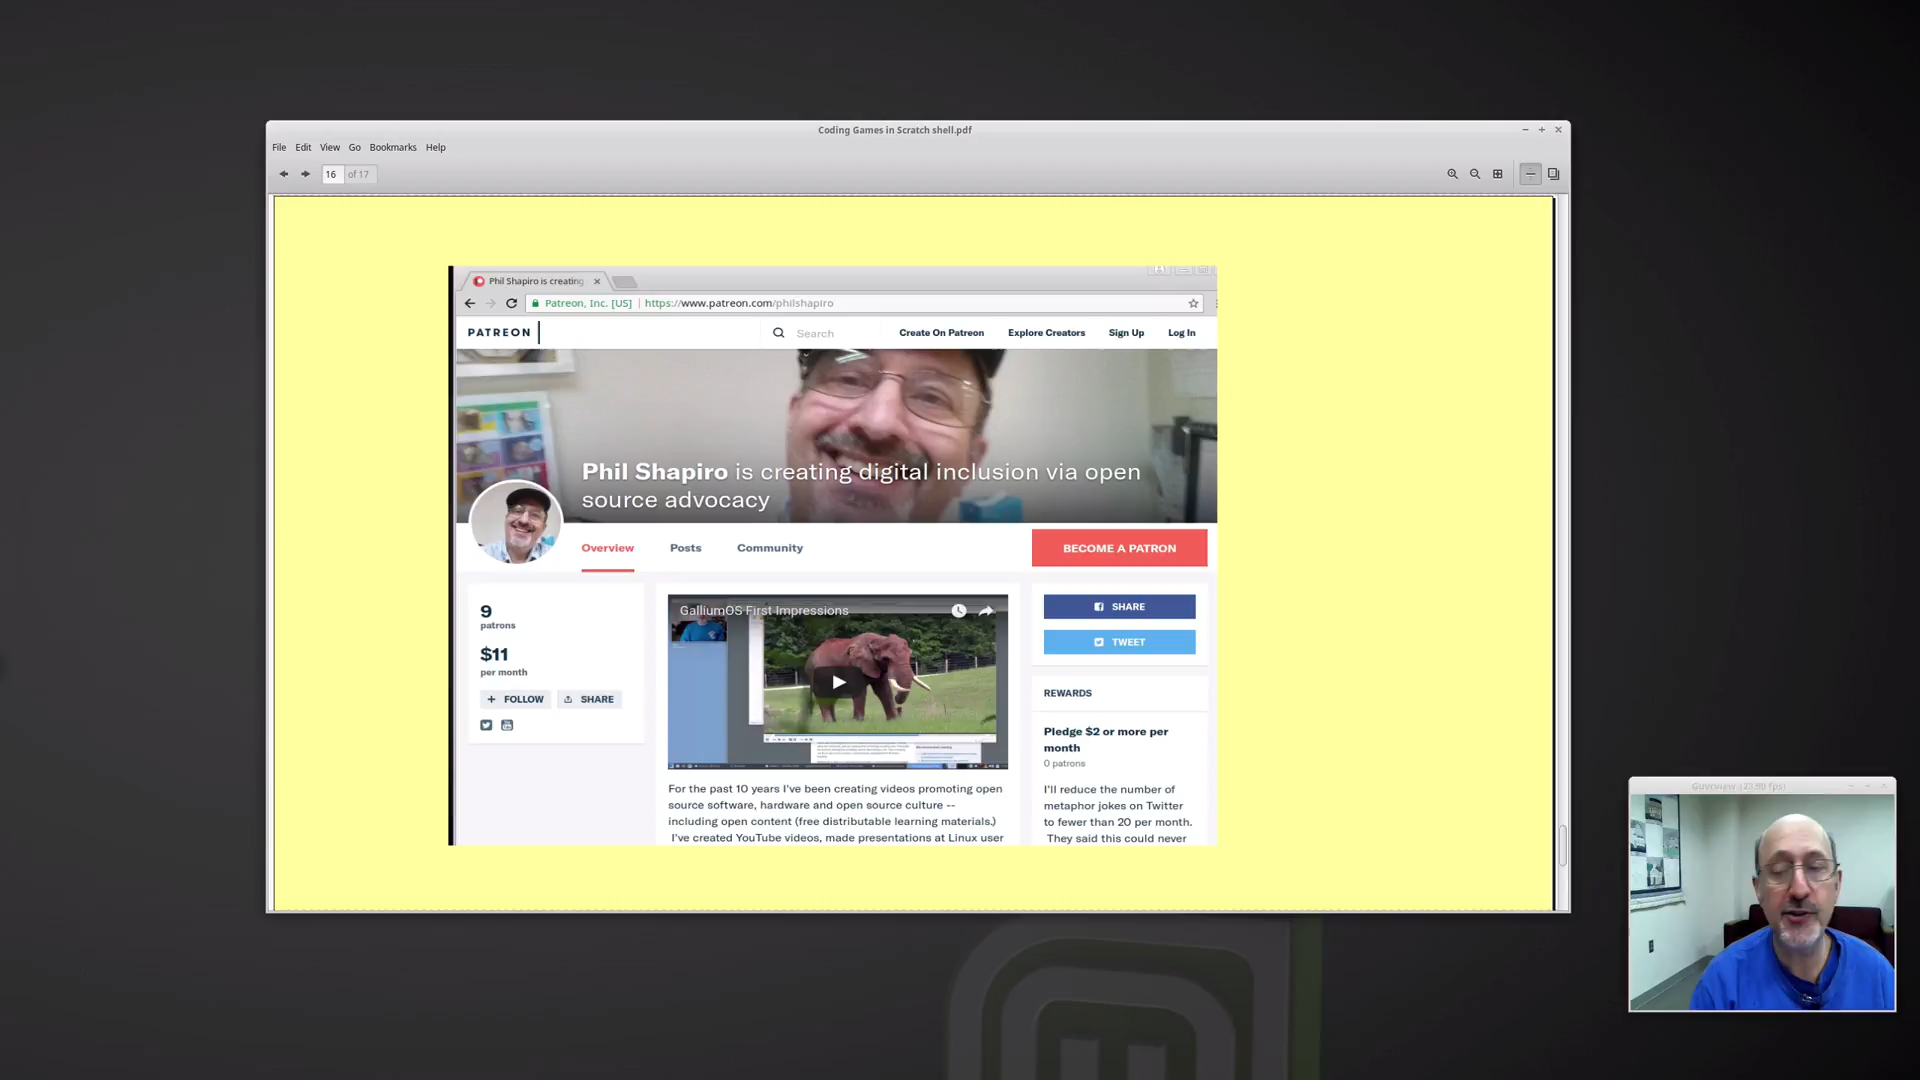 Coding Games in Scratch shell.pdf
File Edit View Go Bookmarks Help
16 of 17
Phil Shapiro is creating
Patreon, Inc. [US] https://www.patreon.com/philshapiro
PATREON Search Create On Patreon Explore Creators Sign Up Log In
Phil Shapiro is creating digital inclusion via open
source advocacy
Overview Posts Community BECOME A PATRON
9
patrons
$11
per month
+ FOLLOW SHARE
GalliumOS First Impressions
For the past 10 years I've been creating videos promoting open
source software, hardware and open source culture --
including open content (free distributable learning materials.)
I've created YouTube videos, made presentations at Linux user
SHARE
TWEET
REWARDS
Pledge $2 or more per
month
0 patrons
I'll reduce the number of
metaphor jokes on Twitter
to fewer than 20 per month.
They said this could never